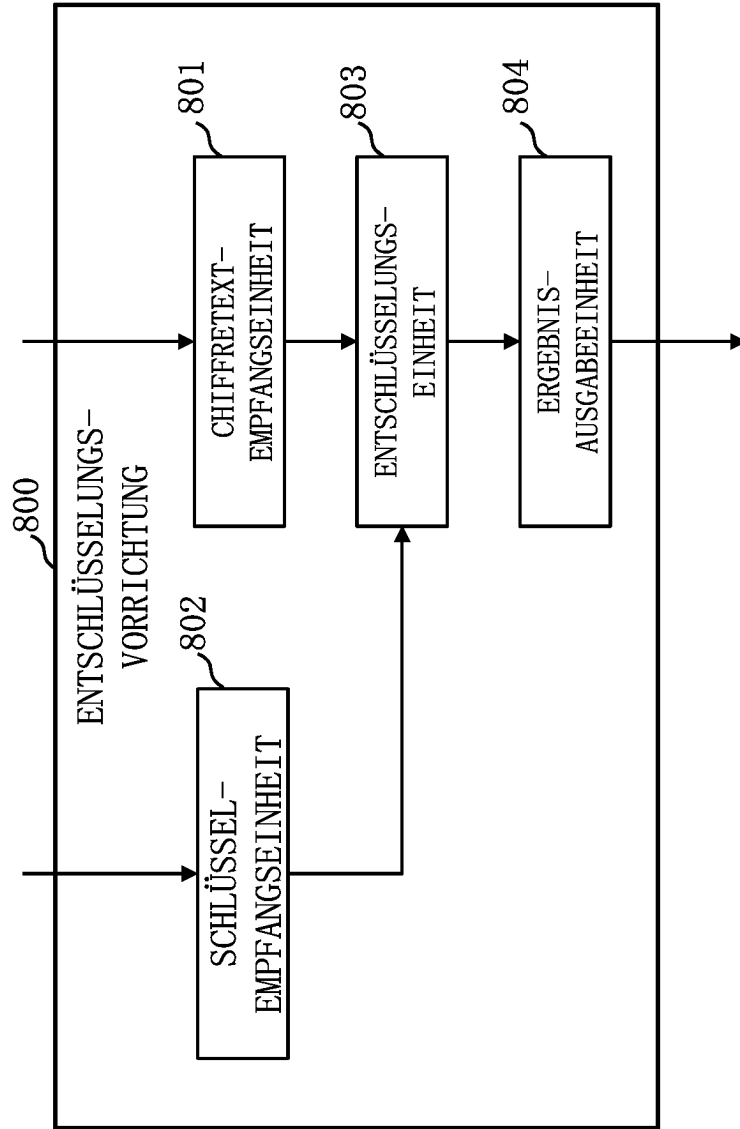 800
ENTSCHLÜSSELUNGS-
VORRICHTUNG
802
SCHLÜSSEL-
EMPFANGSEINHEIT
801
CHIFFRETEXT-
EMPFANGSEINHEIT
803
ENTSCHLÜSSELUNGS-
EINHEIT
804
ERGEBNIS-
AUSGABEEINHEIT